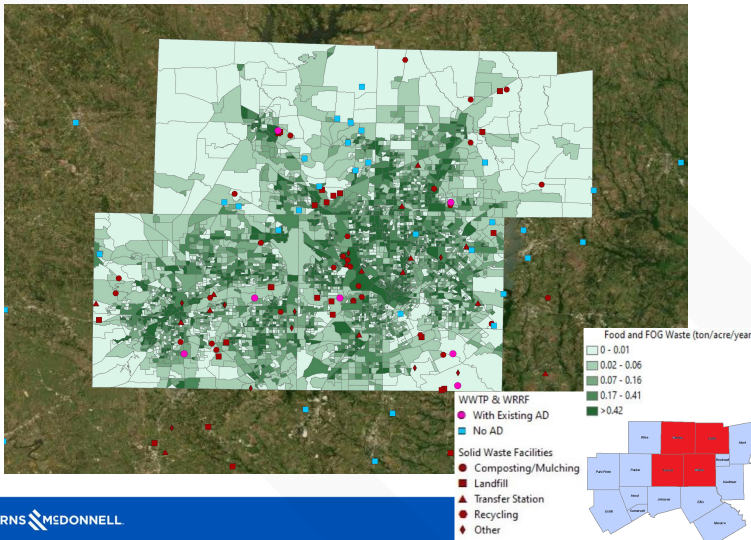 Food and FOG Waste (ton/acre/year
0 - 0.01
0.02 - 0.06
0.07 - 0.16
0.17 - 0.41
>0.42
WWTP & WRRF
With Existing AD
No AD
Solid Waste Facilities
Composting/Mulching
Landfill
Transfer Station
Recycling
Other
RNS McDONNELL